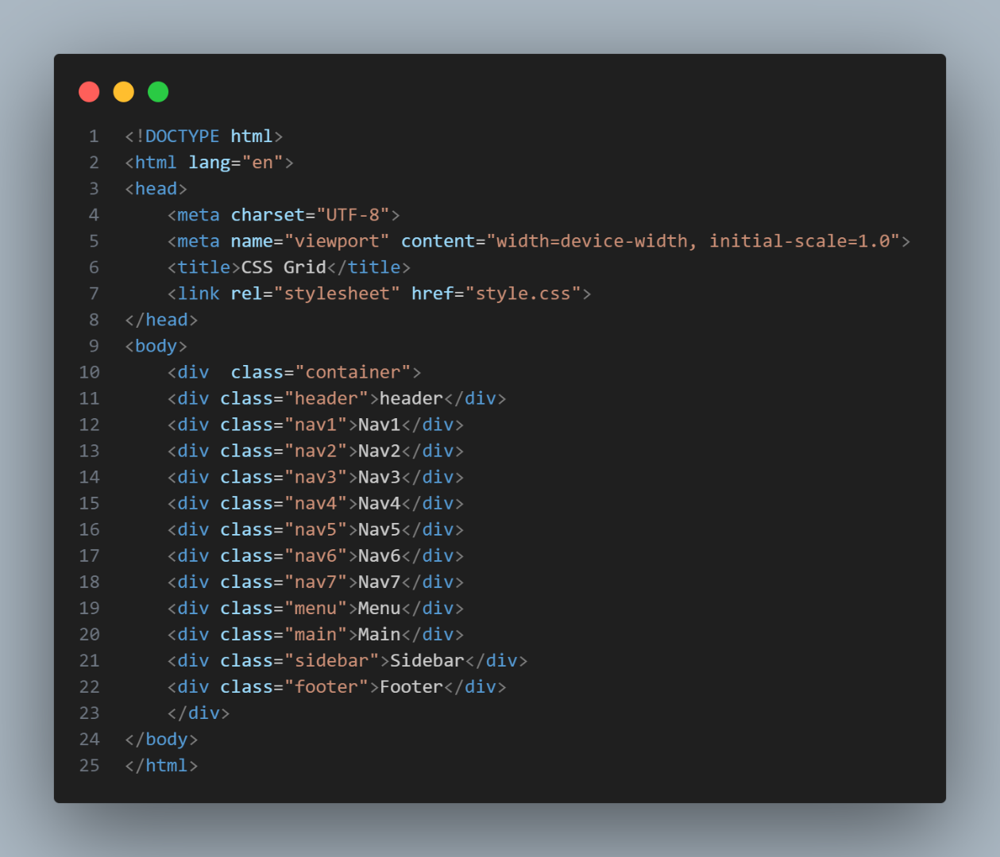 1 <!DOCTYPE html>
2 <html lang="en">
3 <head>
4     <meta charset="UTF-8">
5     <meta name="viewport" content="width=device-width, initial-scale=1.0">
6     <title>CSS Grid</title>
7     <link rel="stylesheet" href="style.css">
8 </head>
9 <body>
10     <div  class="container">
11     <div class="header">header</div>
12     <div class="nav1">Nav1</div>
13     <div class="nav2">Nav2</div>
14     <div class="nav3">Nav3</div>
15     <div class="nav4">Nav4</div>
16     <div class="nav5">Nav5</div>
17     <div class="nav6">Nav6</div>
18     <div class="nav7">Nav7</div>
19     <div class="menu">Menu</div>
20     <div class="main">Main</div>
21     <div class="sidebar">Sidebar</div>
22     <div class="footer">Footer</div>
23     </div>
24 </body>
25 </html>